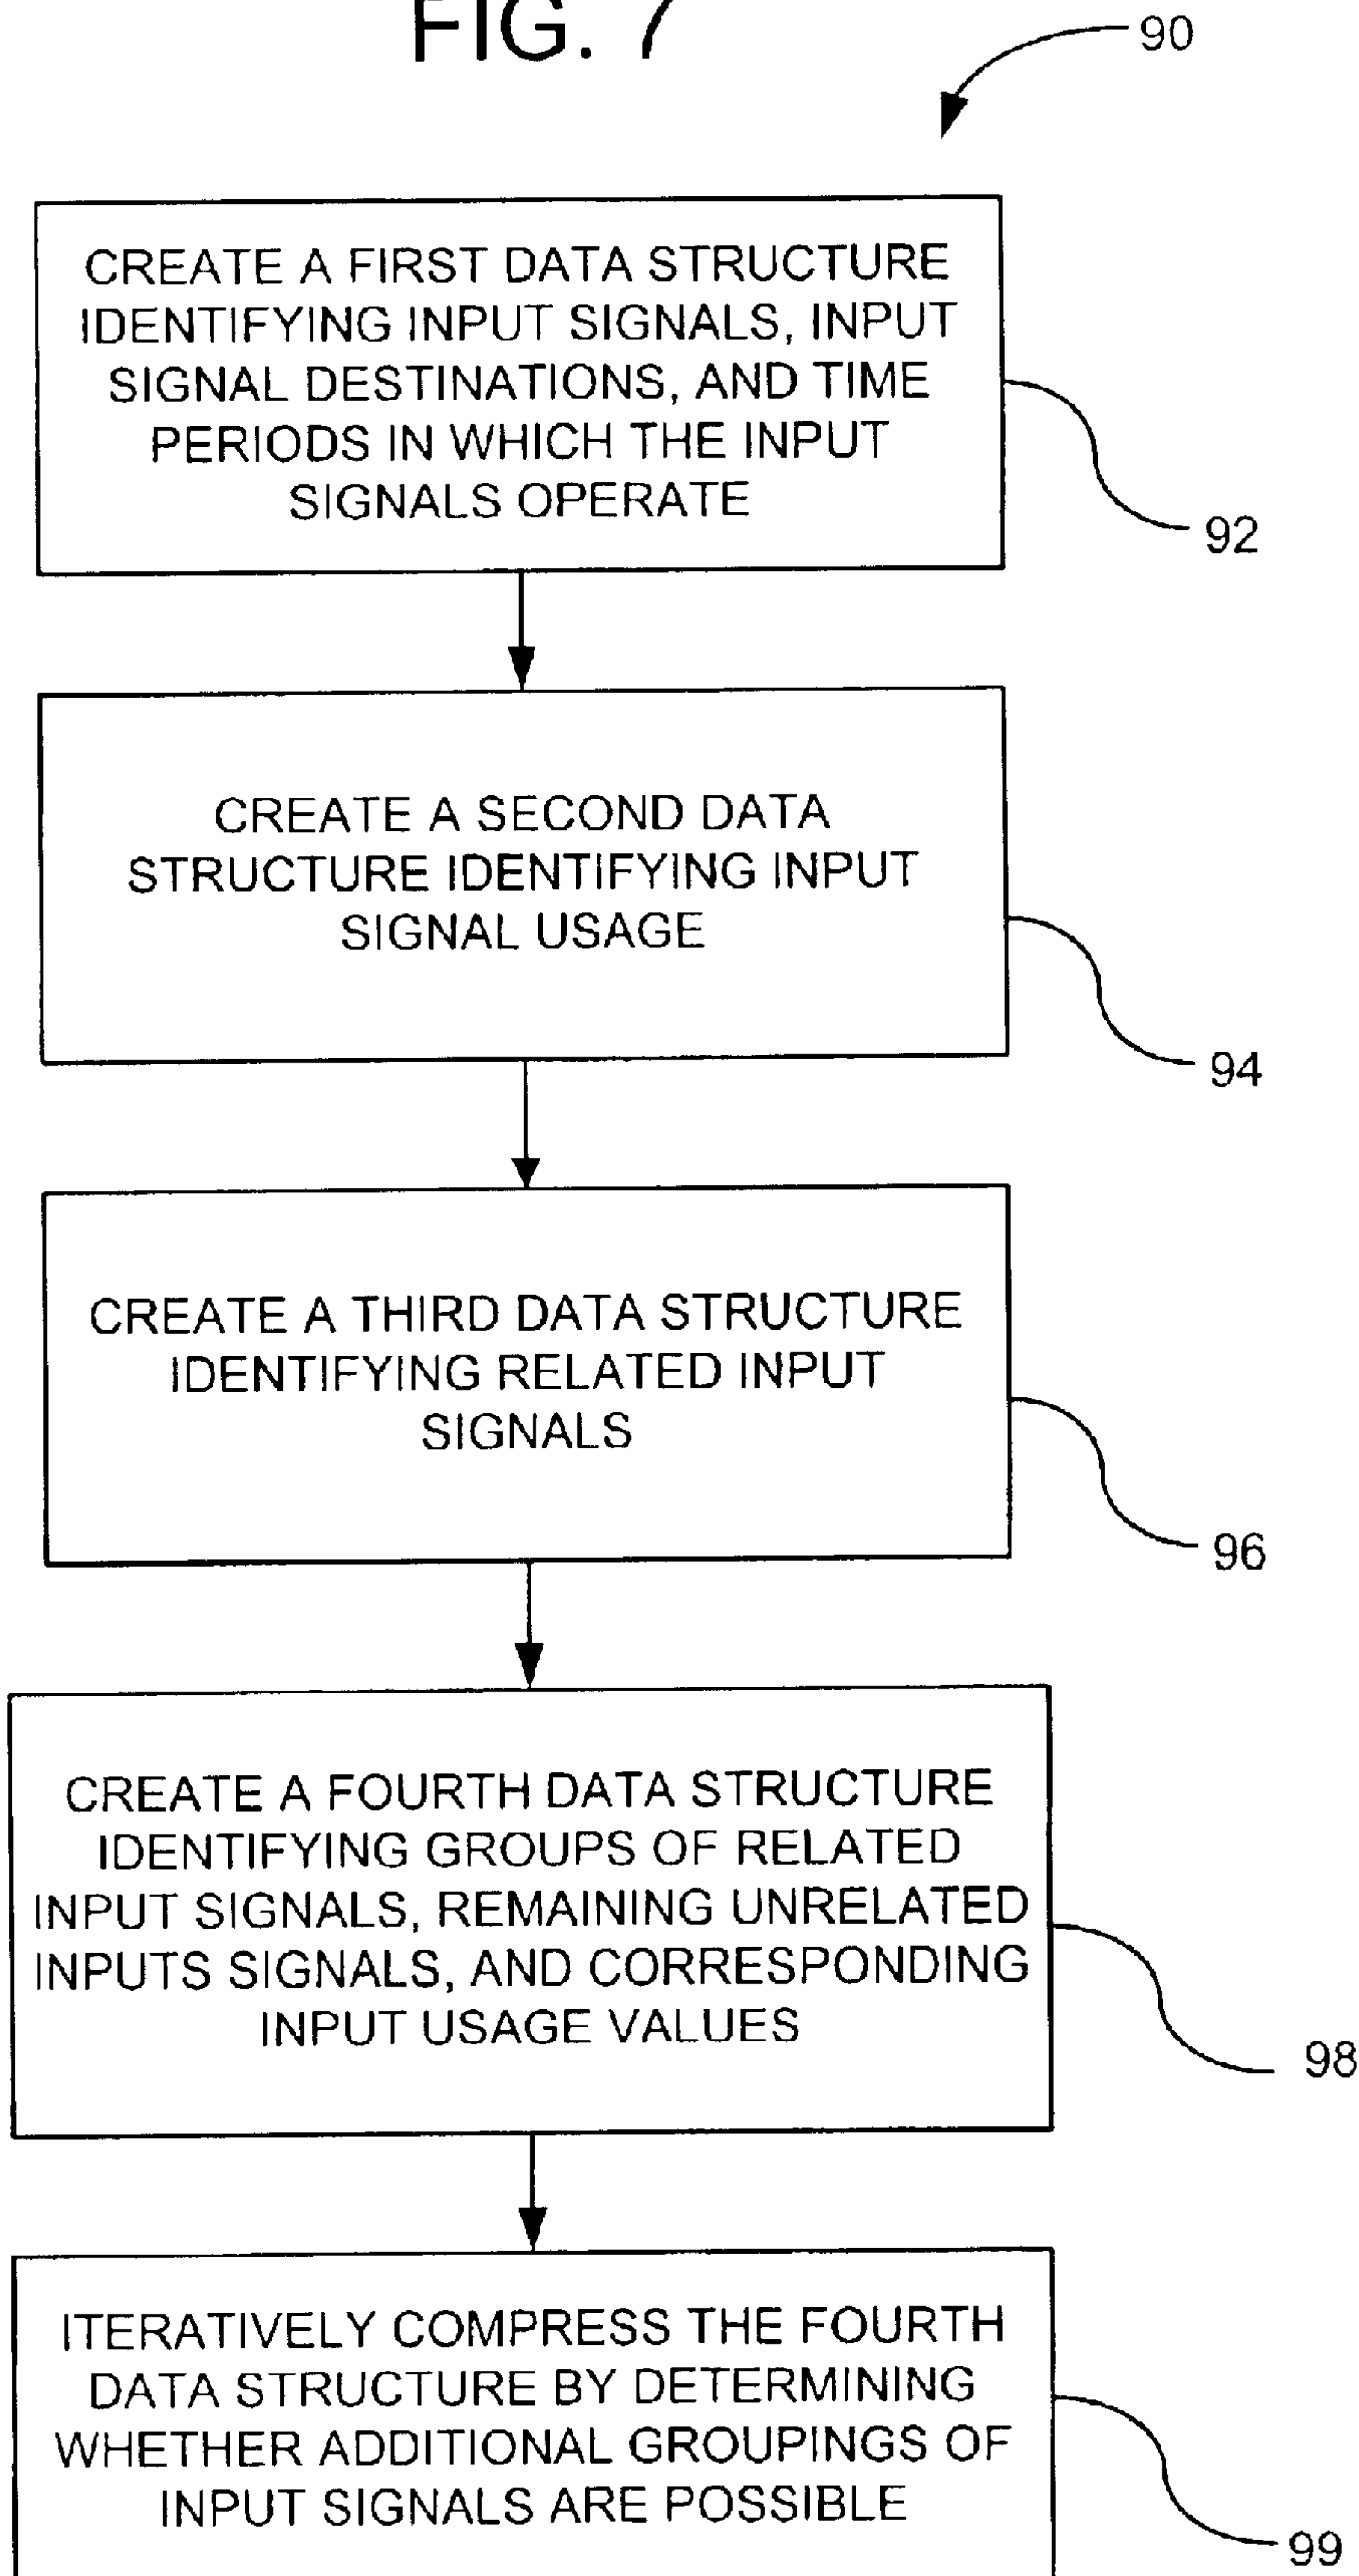 FIG. 7
90
CREATE A FIRST DATA STRUCTURE
IDENTIFYING INPUT SIGNALS, INPUT
SIGNAL DESTINATIONS, AND TIME
PERIODS IN WHICH THE INPUT
SIGNALS OPERATE
92
CREATE A SECOND DATA
STRUCTURE IDENTIFYING INPUT
SIGNAL USAGE
94
CREATE A THIRD DATA STRUCTURE
IDENTIFYING RELATED INPUT
SIGNALS
96
CREATE A FOURTH DATA STRUCTURE
IDENTIFYING GROUPS OF RELATED
INPUT SIGNALS, REMAINING UNRELATED
INPUTS SIGNALS, AND CORRESPONDING
INPUT USAGE VALUES
98
ITERATIVELY COMPRESS THE FOURTH
DATA STRUCTURE BY DETERMINING
WHETHER ADDITIONAL GROUPINGS OF
INPUT SIGNALS ARE POSSIBLE
99